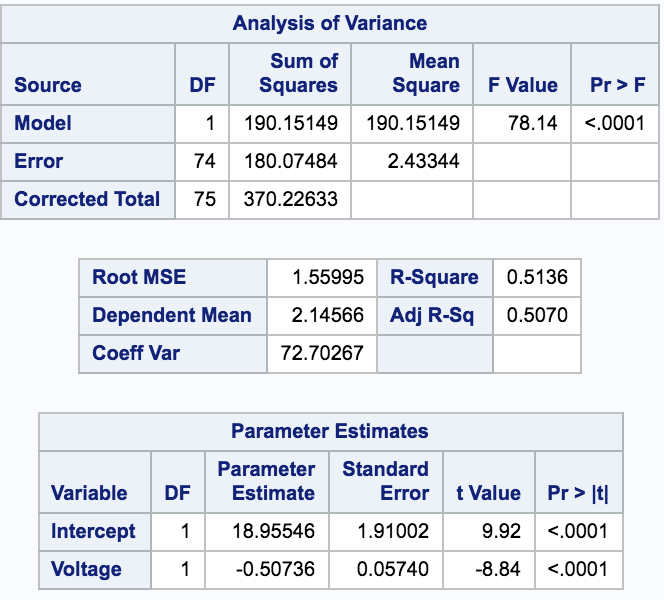 Analysis of Variance
Source DF Sum of Squares Mean Square F Value Pr > F
Model 1 190.15149 190.15149 78.14 <.0001
Error 74 180.07484 2.43344
Corrected Total 75 370.22633
Root MSE 1.55995 R-Square 0.5136
Dependent Mean 2.14566 Adj R-Sq 0.5070
Coeff Var 72.70267
Parameter Estimates
Variable DF Parameter Estimate Standard Error t Value Pr > |t|
Intercept 1 18.95546 1.91002 9.92 <.0001
Voltage 1 -0.50736 0.05740 -8.84 <.0001